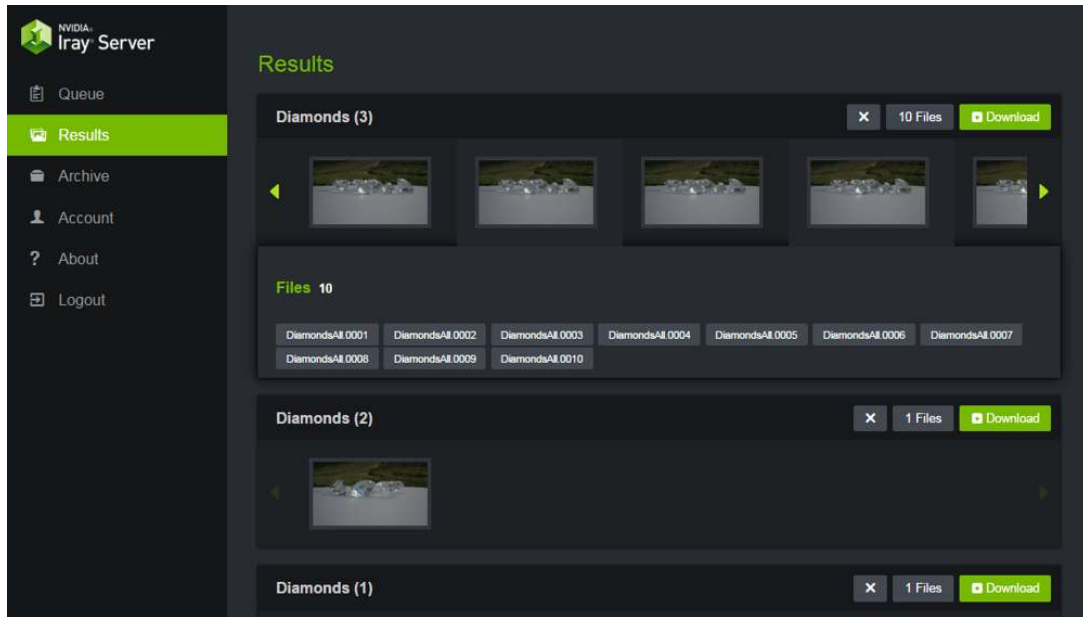 NVIDIA®
Iray® Server
Queue
Results
Archive
Account
? About
Logout
Results
Diamonds (3)
10 Files
Download
Files 10
DiamondsAll.0001 DiamondsAll.0002 DiamondsAll.0003 DiamondsAll.0004 DiamondsAll.0005 DiamondsAll.0006 DiamondsAll.0007
DiamondsAll.0008 DiamondsAll.0009 DiamondsAll.0010
Diamonds (2)
1 Files
Download
Diamonds (1)
1 Files
Download